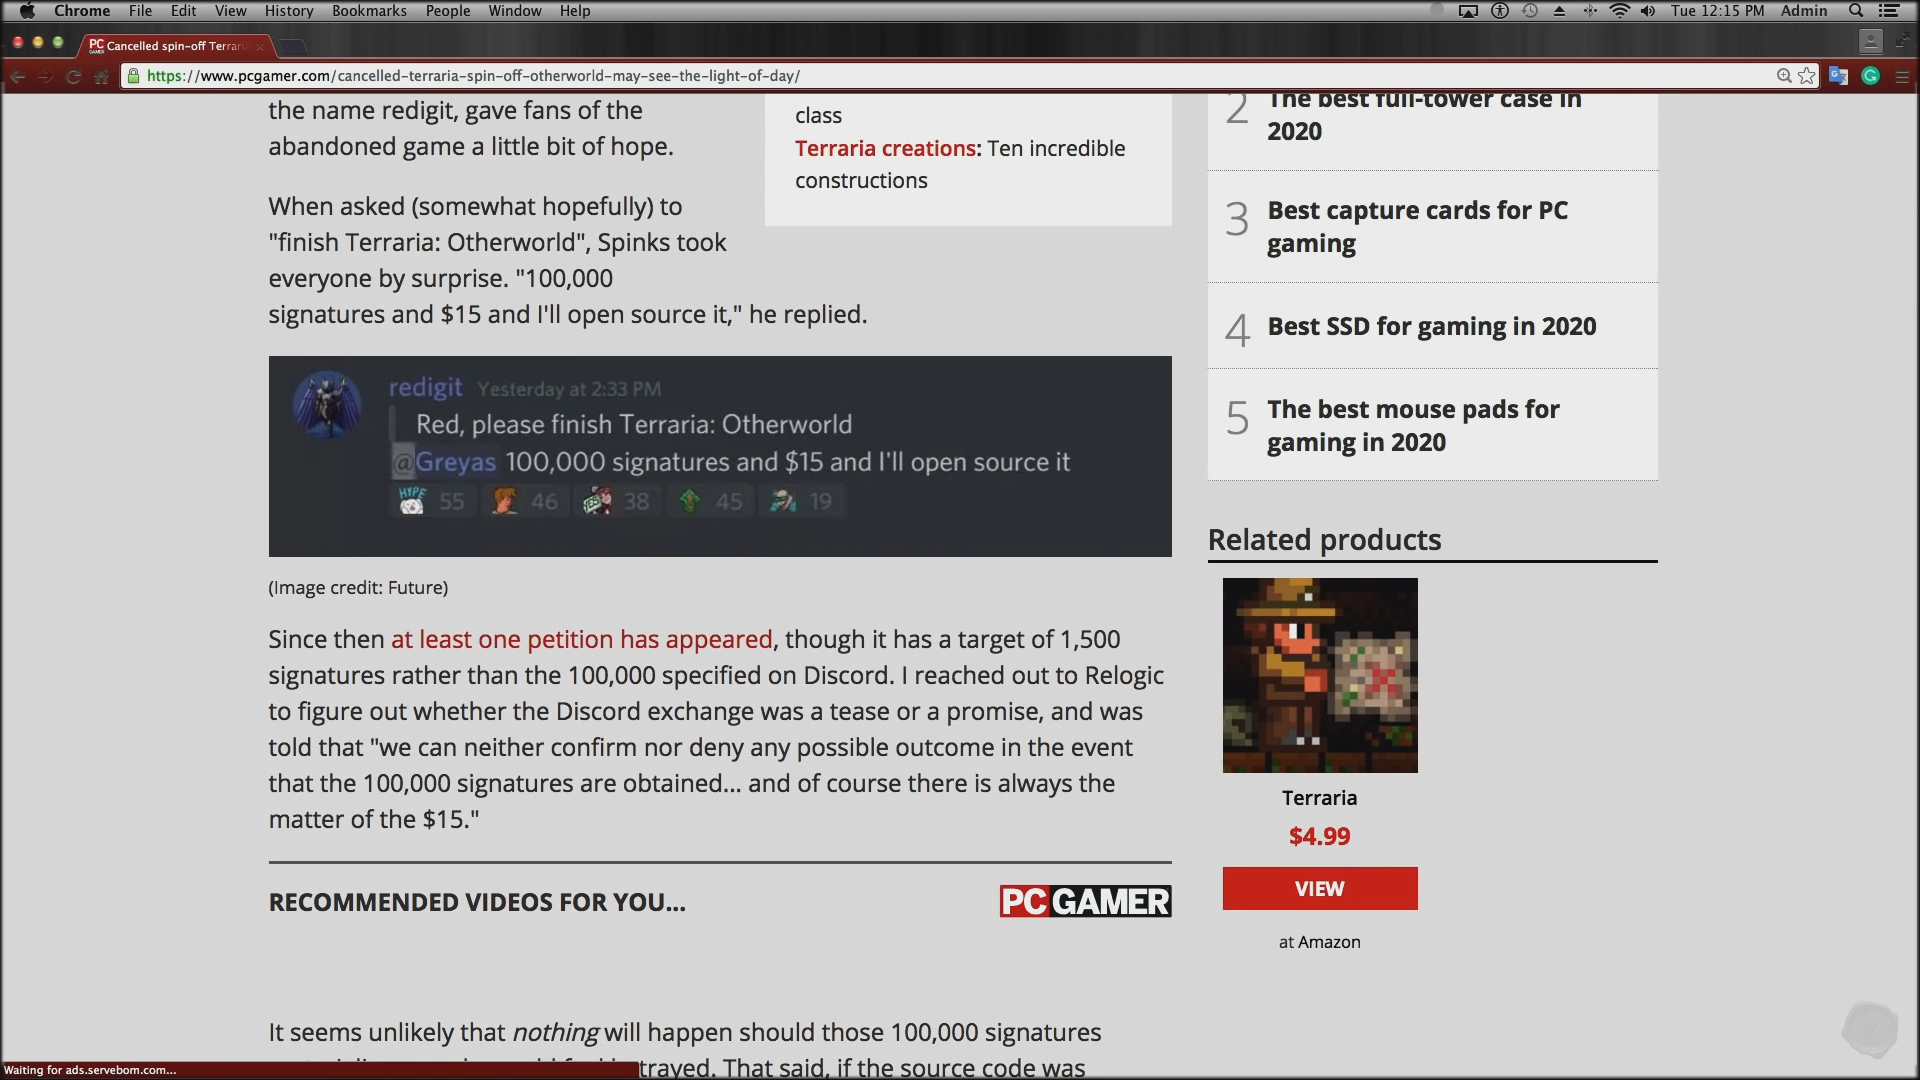 Chrome File Edit View History Bookmarks People Window Help
Tue 12:15 PM Admin
PC GAMER Cancelled spin-off Terrari
https://www.pcgamer.com/cancelled-terraria-spin-off-otherworld-may-see-the-light-of-day/
the name redigit, gave fans of the
abandoned game a little bit of hope.
When asked (somewhat hopefully) to
"finish Terraria: Otherworld", Spinks took
everyone by surprise. "100,000
signatures and $15 and I'll open source it," he replied.
class
Terraria creations: Ten incredible
constructions
redigit Yesterday at 2:33 PM
Red, please finish Terraria: Otherworld
@Greyas 100,000 signatures and $15 and I'll open source it
HYPE 55 46 YES 38 45 19
(Image credit: Future)
Since then at least one petition has appeared, though it has a target of 1,500
signatures rather than the 100,000 specified on Discord. I reached out to Relogic
to figure out whether the Discord exchange was a tease or a promise, and was
told that "we can neither confirm nor deny any possible outcome in the event
that the 100,000 signatures are obtained... and of course there is always the
matter of the $15."
RECOMMENDED VIDEOS FOR YOU...
PC GAMER
It seems unlikely that nothing will happen should those 100,000 signatures
trayed. That said, if the source code was
2 The best full-tower case in
2020
3 Best capture cards for PC
gaming
4 Best SSD for gaming in 2020
5 The best mouse pads for
gaming in 2020
Related products
Terraria
$4.99
VIEW
at Amazon
Waiting for ads.servebom.com...